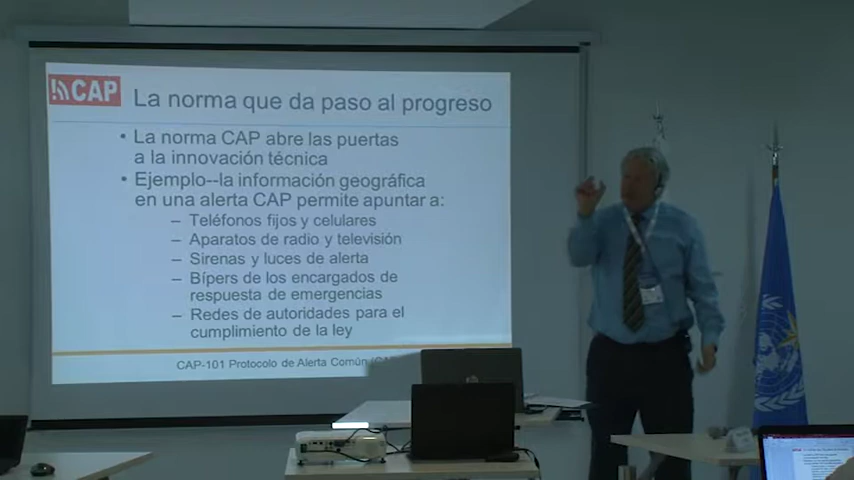 CAP
La norma que da paso al progreso
• La norma CAP abre las puertas
a la innovación técnica
• Ejemplo--la información geográfica
en una alerta CAP permite apuntar a:
– Teléfonos fijos y celulares
– Aparatos de radio y televisión
– Sirenas y luces de alerta
– Bípers de los encargados de
respuesta de emergencias
– Redes de autoridades para el
cumplimiento de la ley
CAP-101 Protocolo de Alerta Común